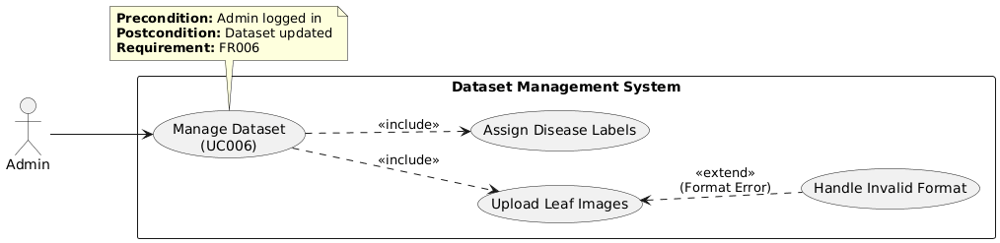 Precondition: Admin logged in
Postcondition: Dataset updated
Requirement: FR006
Dataset Management System
Admin
Manage Dataset
(UC006)
«include»
Assign Disease Labels
«include»
Upload Leaf Images
«extend»
(Format Error)
Handle Invalid Format